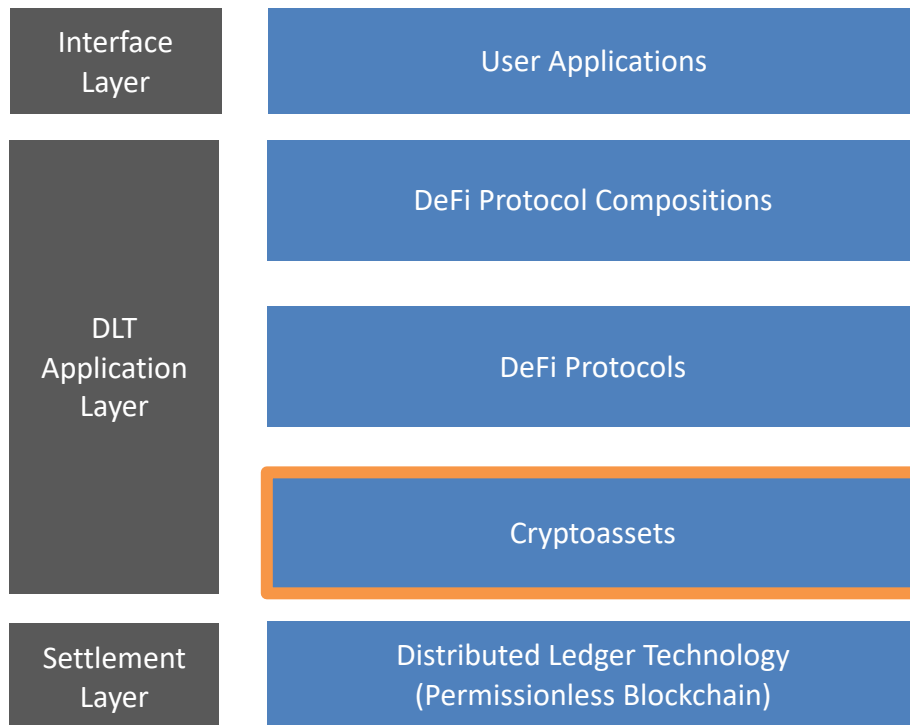 Interface
Layer
User Applications
DeFi Protocol Compositions
DLT
Application
Layer
DeFi Protocols
Cryptoassets
Settlement
Layer
Distributed Ledger Technology
(Permissionless Blockchain)